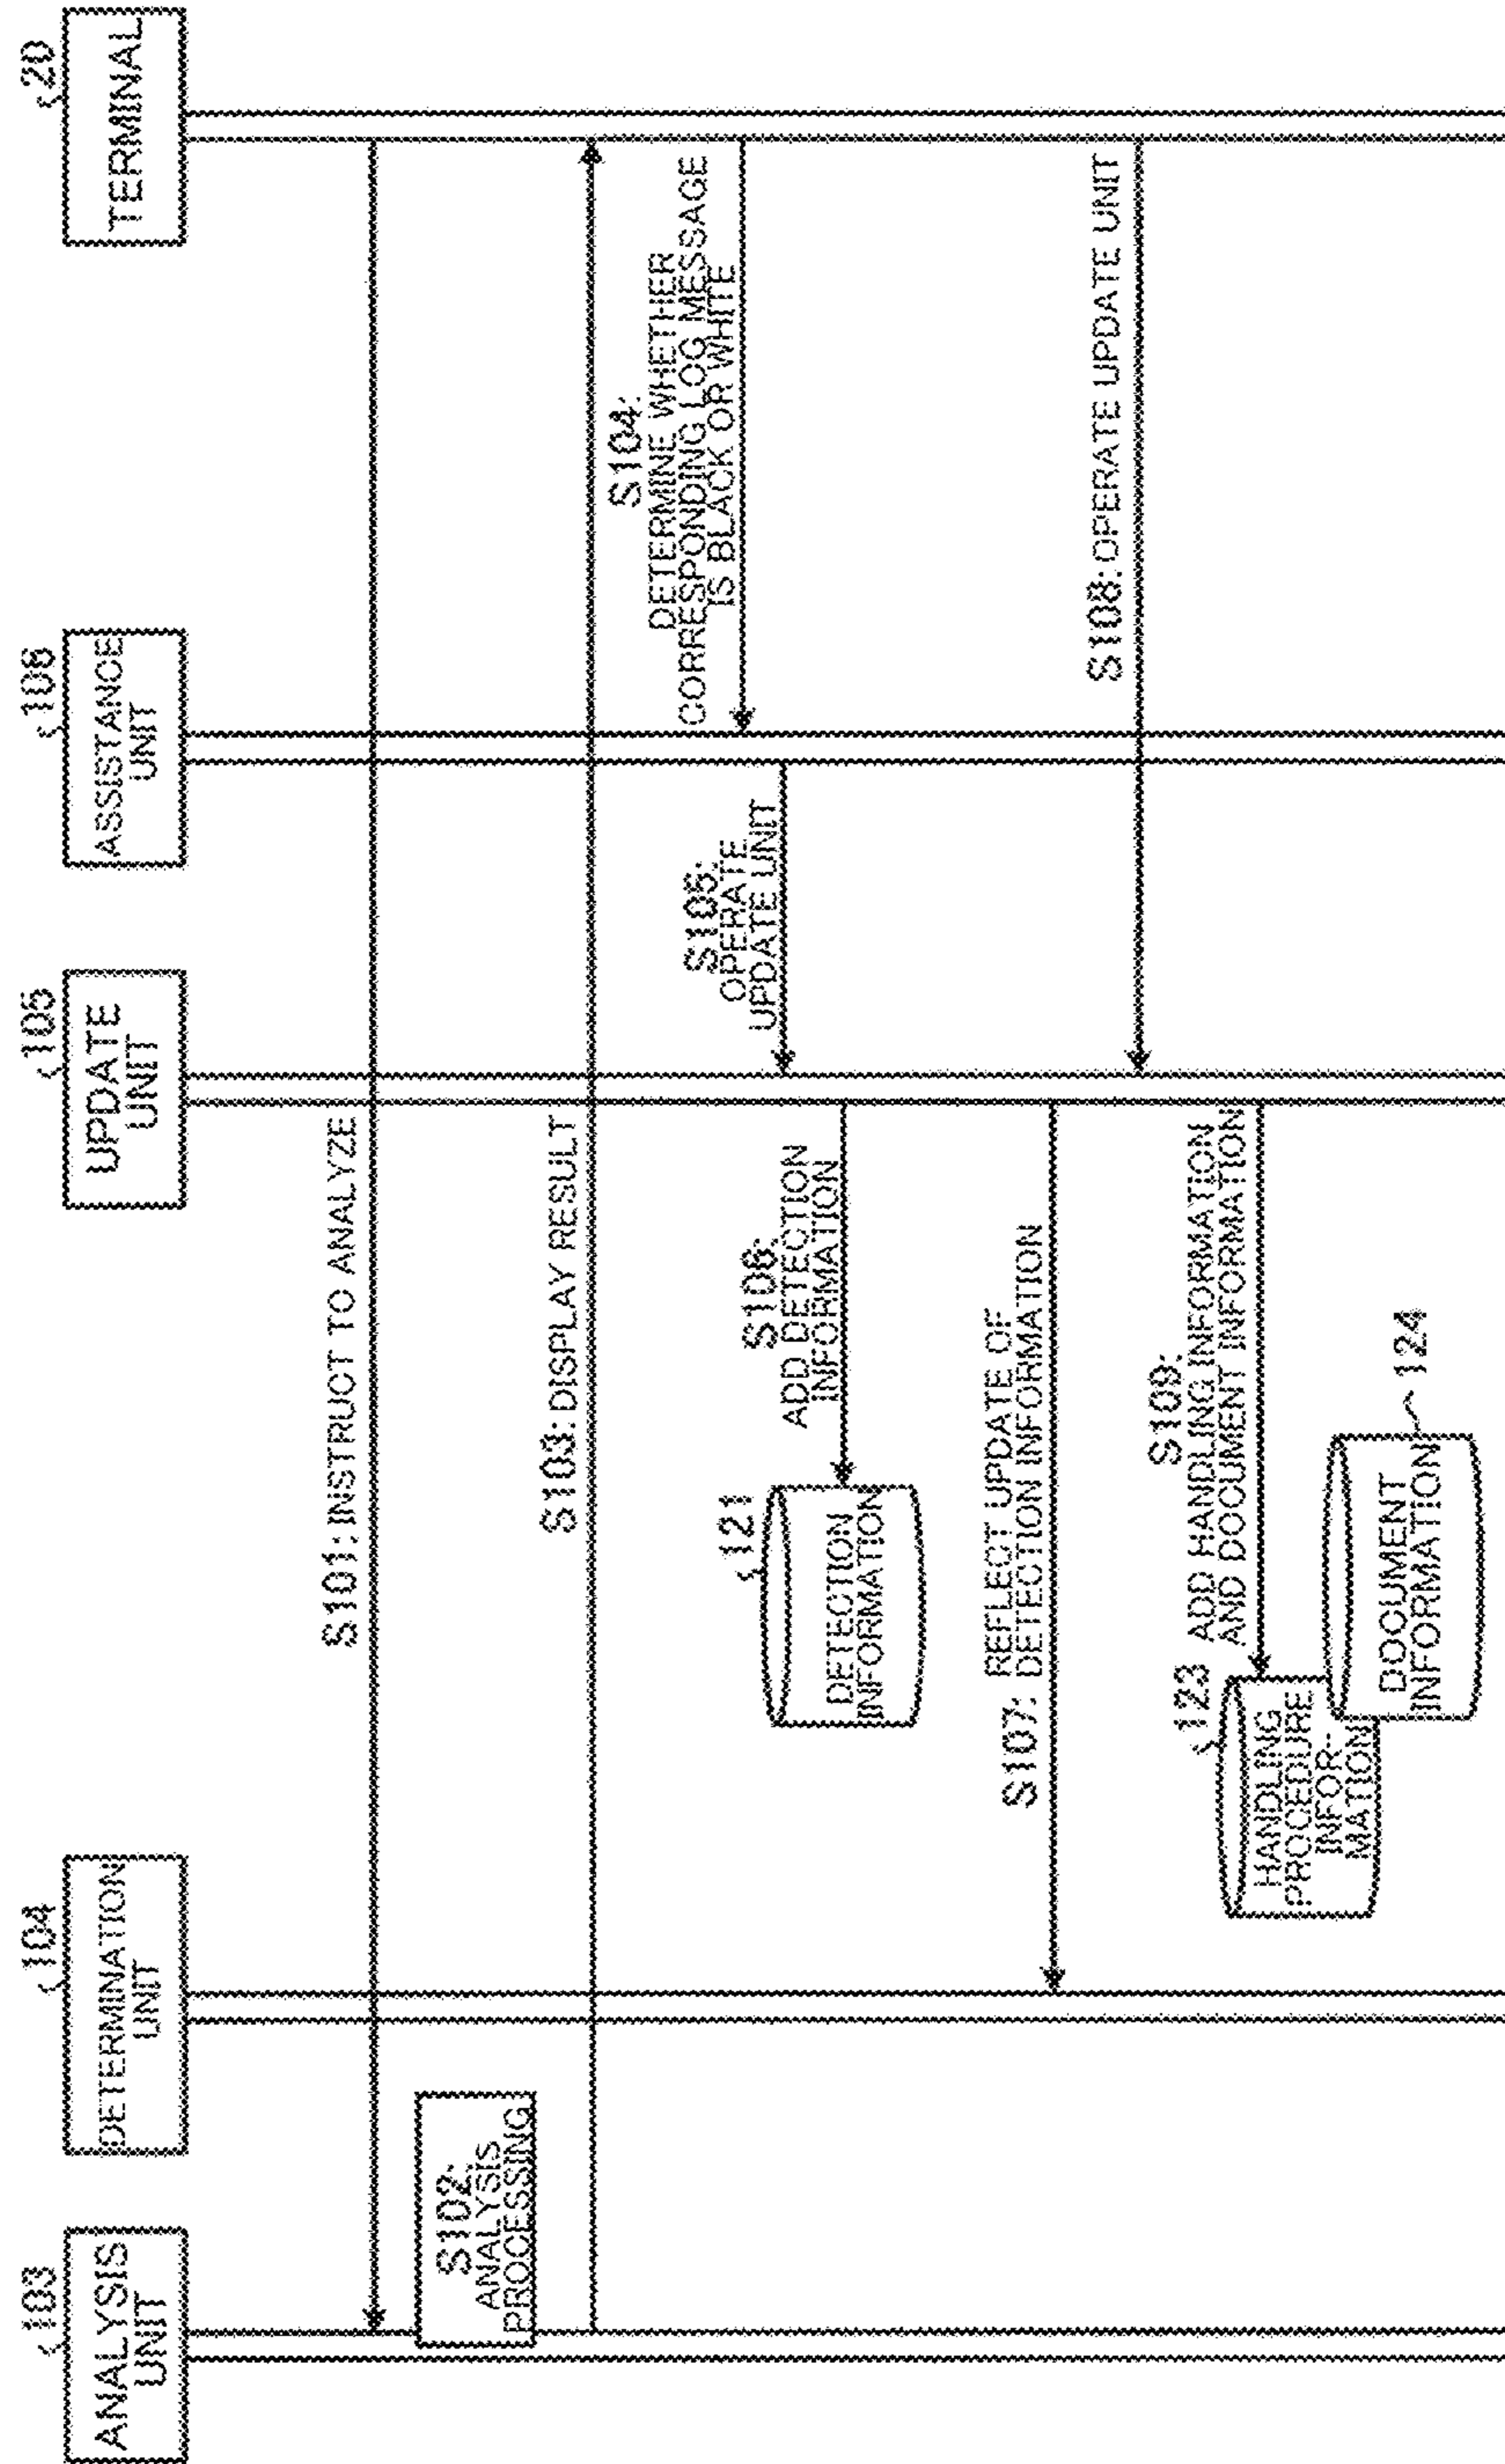 103
ANALYSIS
UNIT
104
DETERMINATION
UNIT
105
UPDATE
UNIT
106
ASSISTANCE
UNIT
20
TERMINAL
S101: INSTRUCT TO ANALYZE
S102:
ANALYSIS
PROCESSING
S103: DISPLAY RESULT
S104:
DETERMINE WHETHER
CORRESPONDING LOG MESSAGE
IS BLACK OR WHITE
S105:
OPERATE
UPDATE UNIT
S106:
ADD DETECTION
INFORMATION
121
DETECTION
INFORMATION
S107: REFLECT UPDATE OF
DETECTION INFORMATION
S108: OPERATE UPDATE UNIT
S109:
ADD HANDLING INFORMATION
AND DOCUMENT INFORMATION
123
HANDLING
PROCEDURE
INFOR-
MATION
DOCUMENT
INFORMATION
124